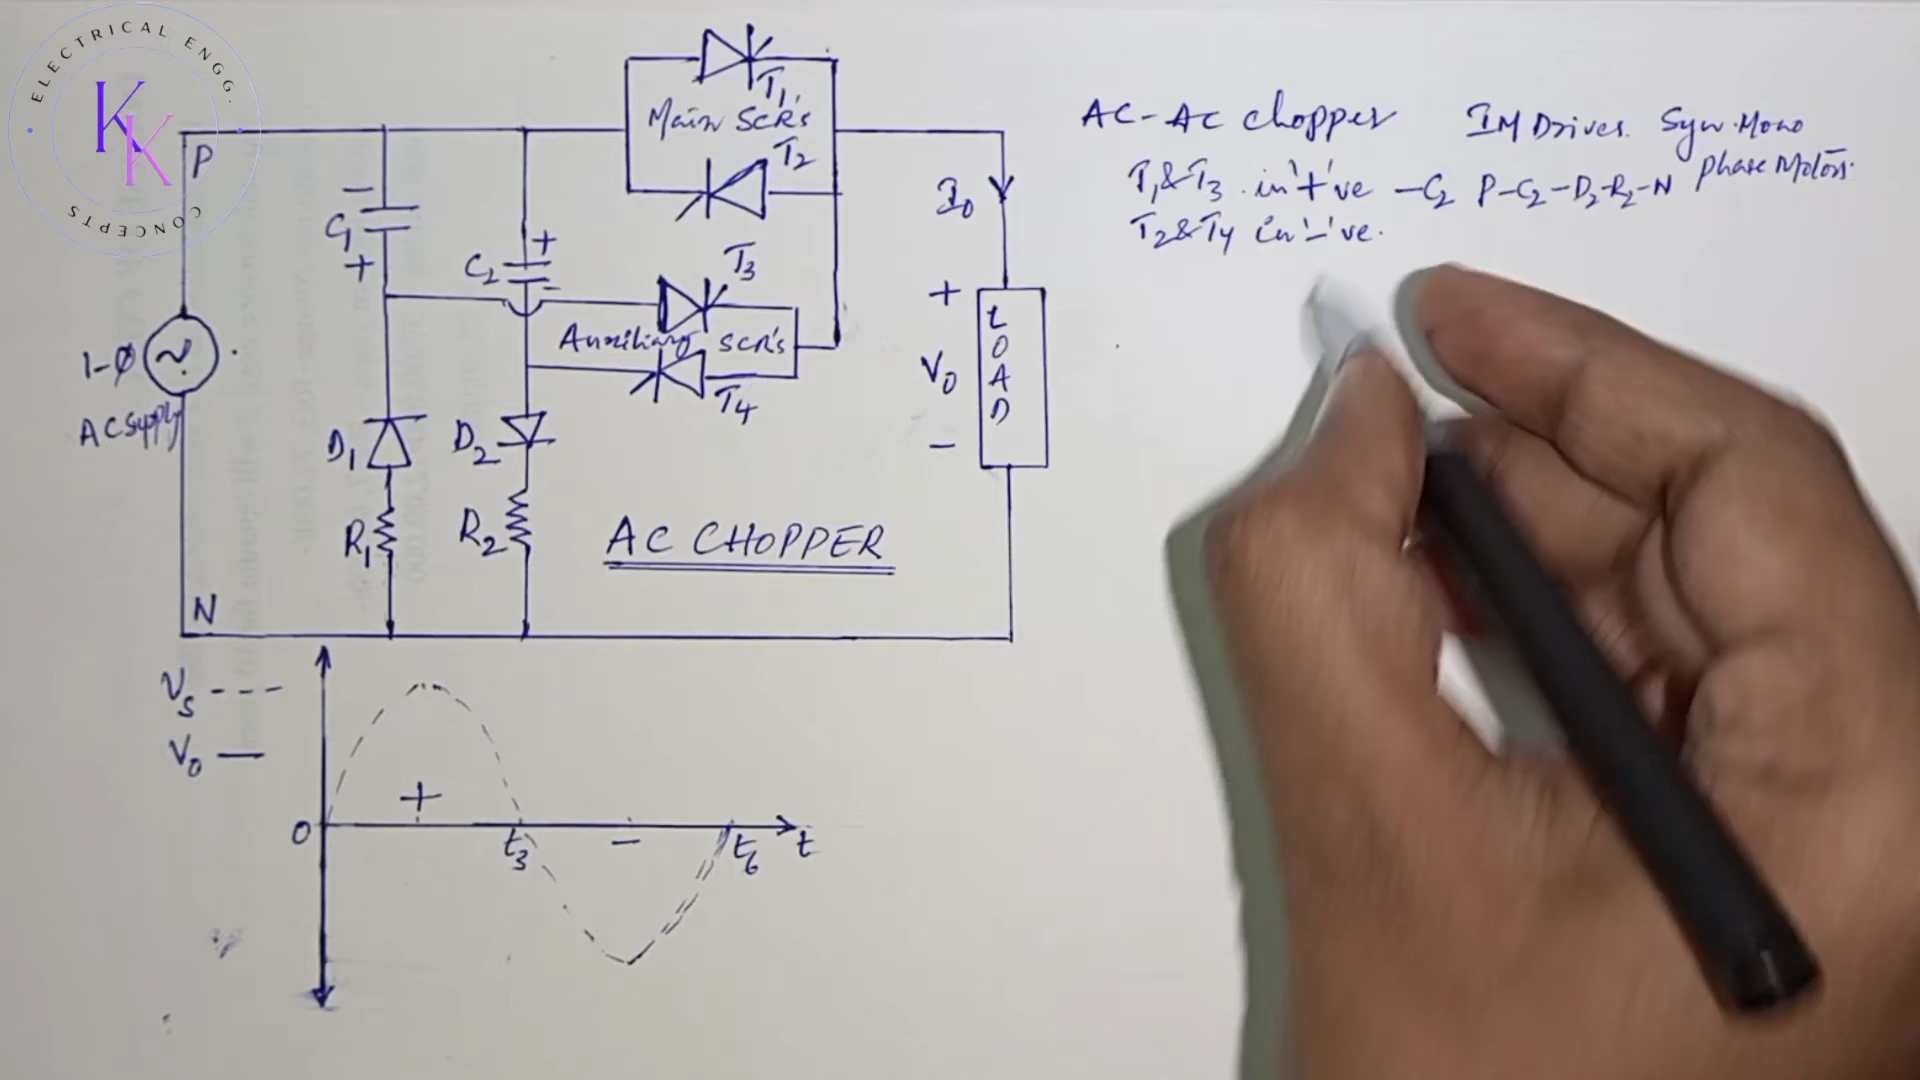 ELECTRICAL ENGG.
KK
CONCEPTS
P
1-Φ
AC Supply
N
C1
C2
D1
D2
R1
R2
T1
Main SCR's
T2
T3
Auxiliary SCR's
T4
I0
+
V0
-
LOAD
AC CHOPPER
AC-AC chopper
IM Drives. Syn. Mono
phase Motors.
T1&T3 in '+'ve -C2 P-C2-D2-R2-N
T2&T4 in '-'ve.
Vs ---
V0 —
0
+
t3
-
t6
t